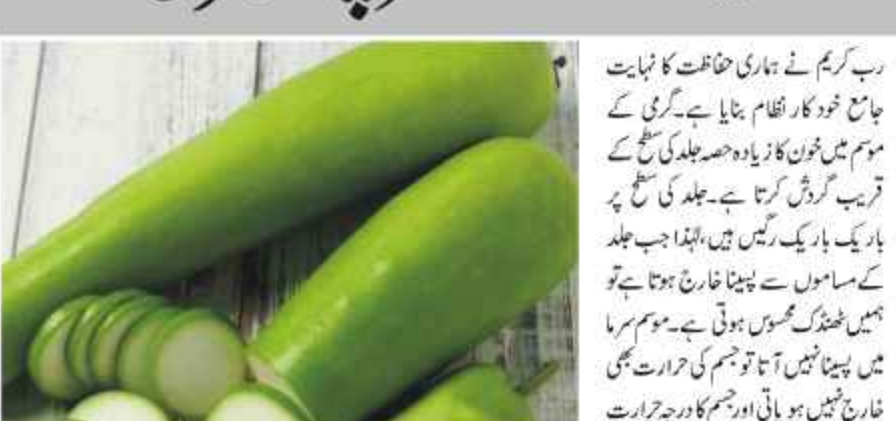 رب کریم نے ہماری حفاظت کا نہایت
جامع خود کار نظام بنایا ہے۔گرمی کے
موسم میں خون کا زیادہ حصہ جلد کی سطح کے
قریب گردش کرتا ہے۔جلد کی سطح پر
باریک باریک رگیں ہیں،لہٰذا جب جلد
کے مساموں سے پسینا خارج ہوتا ہے تو
ہمیں ٹھنڈک محسوس ہوتی ہے۔موسم سرما
میں پسینا نہیں آتا تو جسم کی حرارت بھی
خارج نہیں ہو پاتی اور جسم کا درجہ حرارت